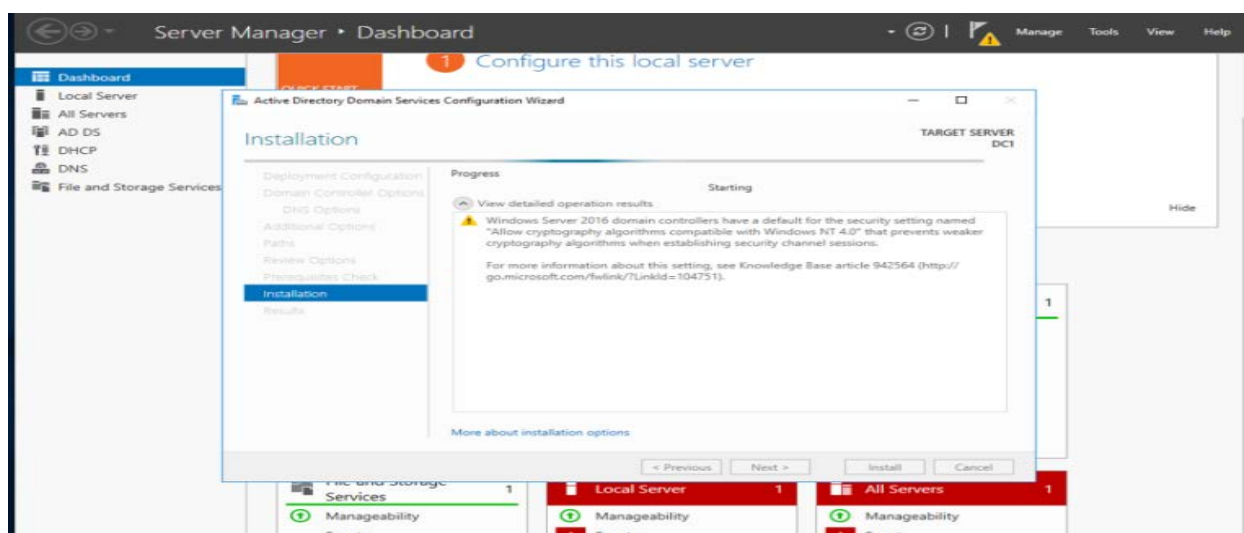 Server Manager • Dashboard
Manage Tools View Help
Dashboard
Local Server
All Servers
AD DS
DHCP
DNS
File and Storage Services
1 Configure this local server
QUICK START
Hide
Active Directory Domain Services Configuration Wizard
Installation
TARGET SERVER
DC1
Deployment Configuration
Domain Controller Options
DNS Options
Additional Options
Paths
Review Options
Prerequisites Check
Installation
Results
Progress
Starting
View detailed operation results
Windows Server 2016 domain controllers have a default for the security setting named
"Allow cryptography algorithms compatible with Windows NT 4.0" that prevents weaker
cryptography algorithms when establishing security channel sessions.
For more information about this setting, see Knowledge Base article 942564 (http://
go.microsoft.com/fwlink/?LinkId=104751).
More about installation options
< Previous Next > Install Cancel
1
File and Storage
Services 1
Manageability
Local Server 1
Manageability
All Servers 1
Manageability